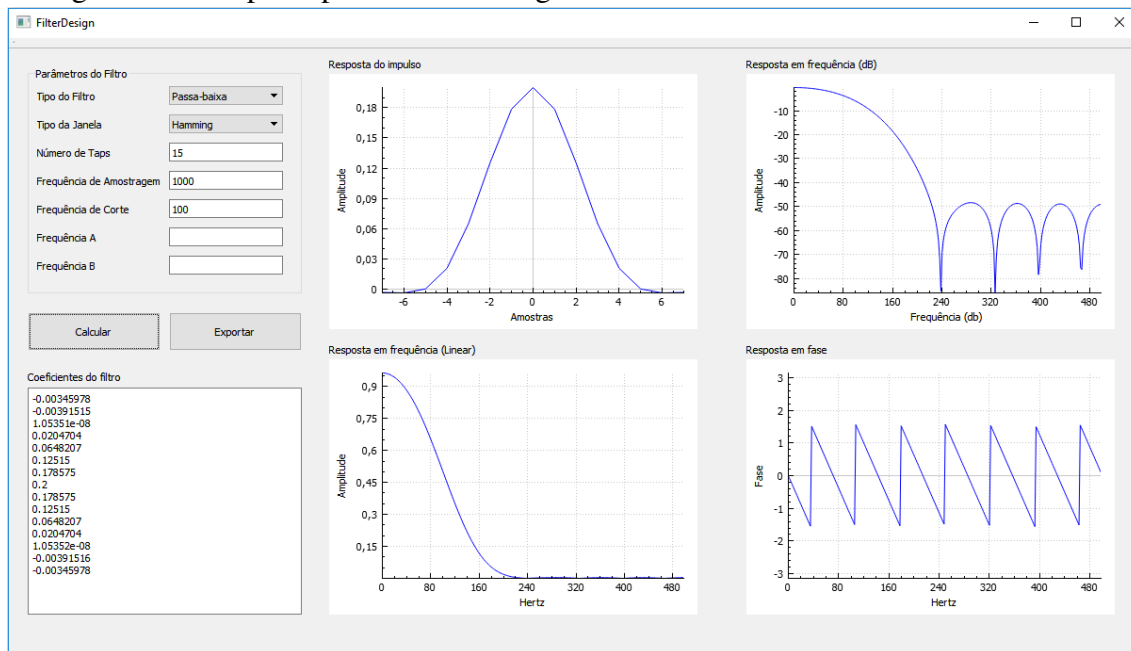 FilterDesign
Parâmetros do Filtro
Tipo do Filtro Passa-baixa
Tipo da Janela Hamming
Número de Taps 15
Frequência de Amostragem 1000
Frequência de Corte 100
Frequência A
Frequência B
Calcular Exportar
Coeficientes do filtro
-0.00345978
-0.00391515
1.05351e-08
0.0204704
0.0648207
0.12515
0.178575
0.2
0.178575
0.12515
0.0648207
0.0204704
1.05352e-08
-0.00391516
-0.00345978
Resposta do impulso
Amplitude
0,18
0,15
0,12
0,09
0,06
0,03
0
-6 -4 -2 0 2 4 6
Amostras
Resposta em frequência (dB)
Amplitude
-10
-20
-30
-40
-50
-60
-70
-80
0 80 160 240 320 400 480
Frequência (db)
Resposta em frequência (Linear)
Amplitude
0,9
0,75
0,6
0,45
0,3
0,15
0 80 160 240 320 400 480
Hertz
Resposta em fase
Fase
3
2
1
0
-1
-2
-3
0 80 160 240 320 400 480
Hertz